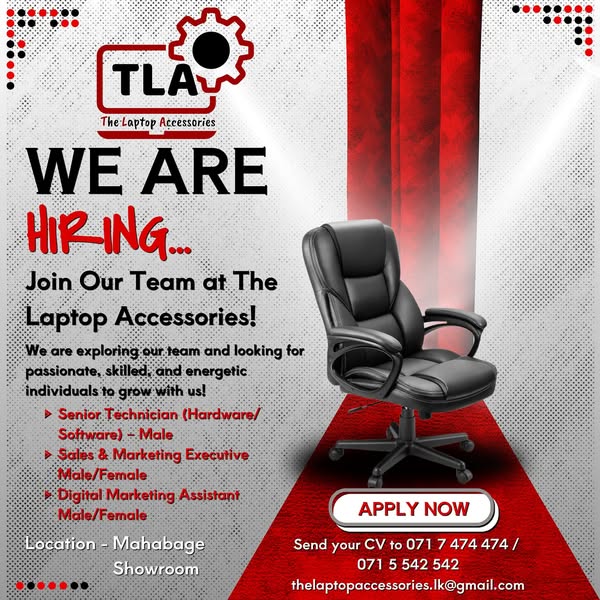 TLA
The Laptop Accessories
WE ARE
HIRING...
Join Our Team at The
Laptop Accessories!
We are exploring our team and looking for
passionate, skilled, and energetic
individuals to grow with us!
Senior Technician (Hardware/
Software) – Male
Sales & Marketing Executive
Male/Female
Digital Marketing Assistant
Male/Female
Location - Mahabage
Showroom
APPLY NOW
Send your CV to 071 7 474 474 /
071 5 542 542
thelaptopaccessories.lk@gmail.com